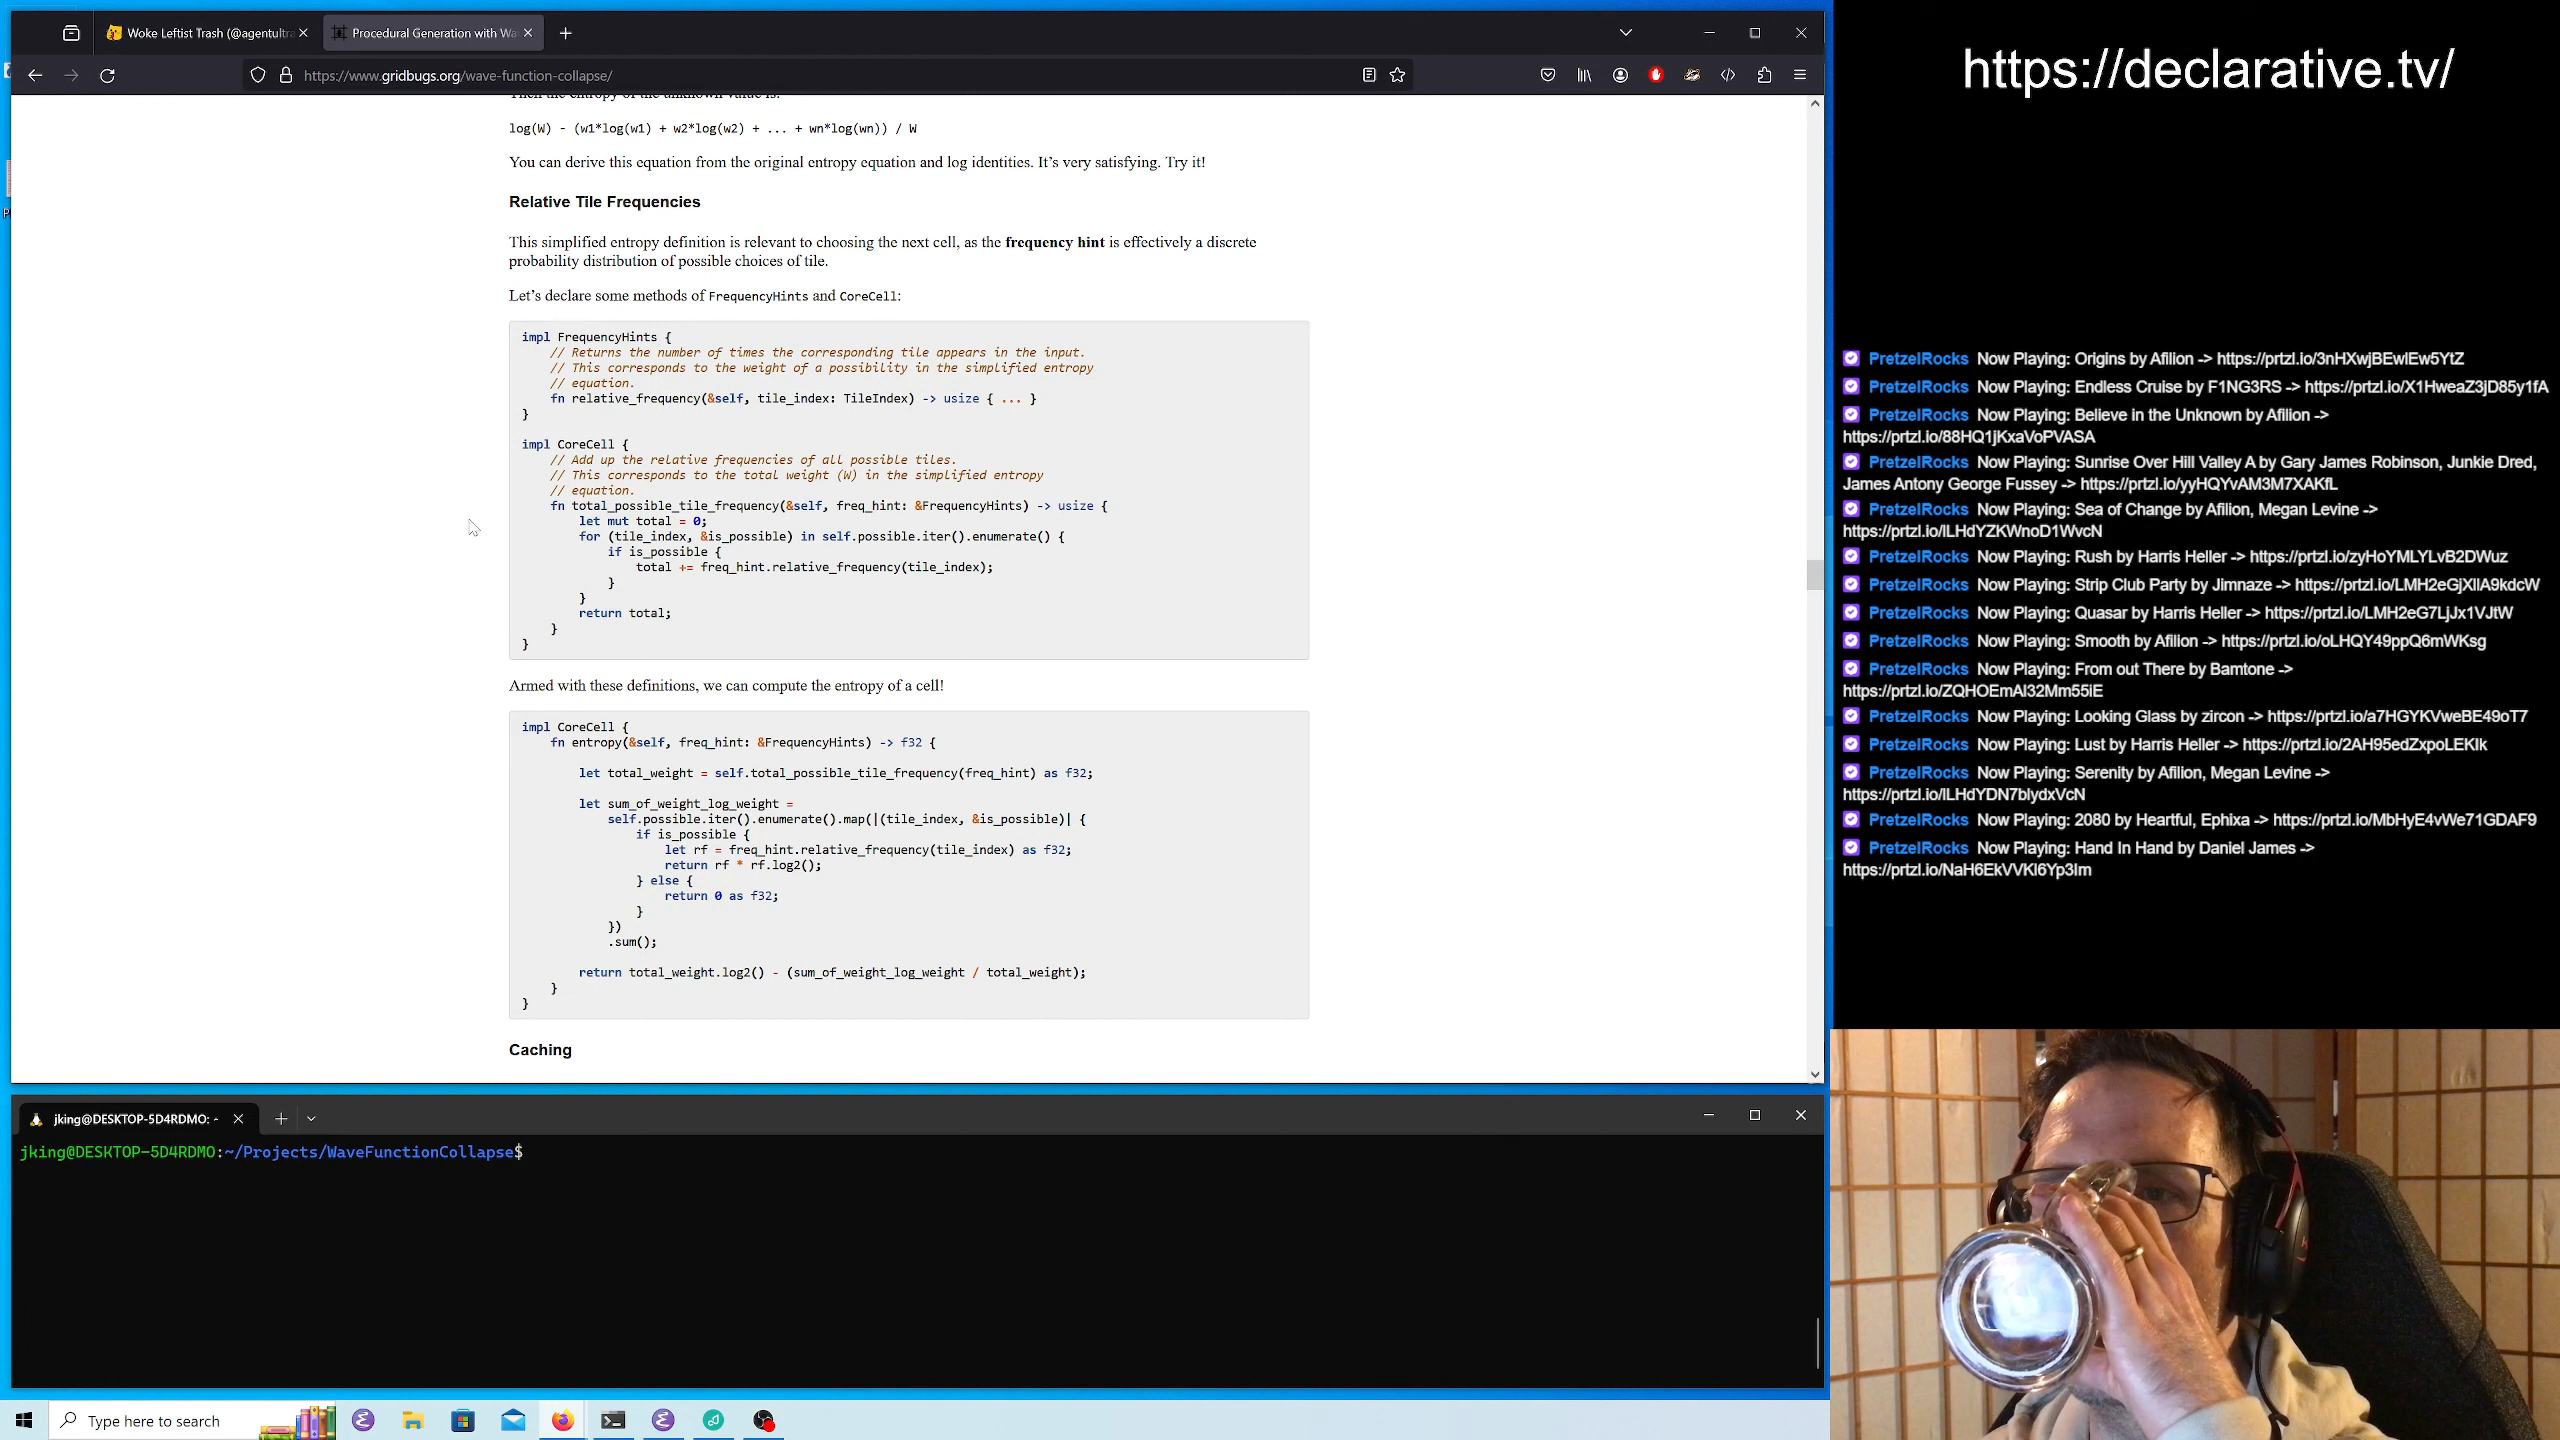 Woke Leftist Trash (@agentultra
Procedural Generation with Wa
https://www.gridbugs.org/wave-function-collapse/
Then the entropy of the unknown value is:
log(W) - (w1*log(w1) + w2*log(w2) + ... + wn*log(wn)) / W
You can derive this equation from the original entropy equation and log identities. It’s very satisfying. Try it!
Relative Tile Frequencies
This simplified entropy definition is relevant to choosing the next cell, as the frequency hint is effectively a discrete
probability distribution of possible choices of tile.
Let’s declare some methods of FrequencyHints and CoreCell:
impl FrequencyHints {
// Returns the number of times the corresponding tile appears in the input.
// This corresponds to the weight of a possibility in the simplified entropy
// equation.
fn relative_frequency(&self, tile_index: TileIndex) -> usize { ... }
}
impl CoreCell {
// Add up the relative frequencies of all possible tiles.
// This corresponds to the total weight (W) in the simplified entropy
// equation.
fn total_possible_tile_frequency(&self, freq_hint: &FrequencyHints) -> usize {
let mut total = 0;
for (tile_index, &is_possible) in self.possible.iter().enumerate() {
if is_possible {
total += freq_hint.relative_frequency(tile_index);
}
}
return total;
}
}
Armed with these definitions, we can compute the entropy of a cell!
impl CoreCell {
fn entropy(&self, freq_hint: &FrequencyHints) -> f32 {
let total_weight = self.total_possible_tile_frequency(freq_hint) as f32;
let sum_of_weight_log_weight =
self.possible.iter().enumerate().map(|(tile_index, &is_possible)| {
if is_possible {
let rf = freq_hint.relative_frequency(tile_index) as f32;
return rf * rf.log2();
} else {
return 0 as f32;
}
})
.sum();
return total_weight.log2() - (sum_of_weight_log_weight / total_weight);
}
}
Caching
jking@DESKTOP-5D4RDMO: ~
jking@DESKTOP-5D4RDMO:~/Projects/WaveFunctionCollapse$
Type here to search
https://declarative.tv/
PretzelRocks Now Playing: Origins by Afilion -> https://prtzl.io/3nHXwjBEwlEw5YtZ
PretzelRocks Now Playing: Endless Cruise by F1NG3RS -> https://prtzl.io/X1HweaZ3jD85y1fA
PretzelRocks Now Playing: Believe in the Unknown by Afilion ->
https://prtzl.io/88HQ1jKxaVoPVASA
PretzelRocks Now Playing: Sunrise Over Hill Valley A by Gary James Robinson, Junkie Dred,
James Antony George Fussey -> https://prtzl.io/yyHQYvAM3M7XAKfL
PretzelRocks Now Playing: Sea of Change by Afilion, Megan Levine ->
https://prtzl.io/lLHdYZKWnoD1WvcN
PretzelRocks Now Playing: Rush by Harris Heller -> https://prtzl.io/zyHoYMLYLvB2DWuz
PretzelRocks Now Playing: Strip Club Party by Jimnaze -> https://prtzl.io/LMH2eGjXllA9kdcW
PretzelRocks Now Playing: Quasar by Harris Heller -> https://prtzl.io/LMH2eG7LjJx1VJtW
PretzelRocks Now Playing: Smooth by Afilion -> https://prtzl.io/oLHQY49ppQ6mWKsg
PretzelRocks Now Playing: From out There by Bamtone ->
https://prtzl.io/ZQHOEmAl32Mm55iE
PretzelRocks Now Playing: Looking Glass by zircon -> https://prtzl.io/a7HGYKVweBE49oT7
PretzelRocks Now Playing: Lust by Harris Heller -> https://prtzl.io/2AH95edZxpoLEKlk
PretzelRocks Now Playing: Serenity by Afilion, Megan Levine ->
https://prtzl.io/lLHdYDN7blydxVcN
PretzelRocks Now Playing: 2080 by Heartful, Ephixa -> https://prtzl.io/MbHyE4vWe71GDAF9
PretzelRocks Now Playing: Hand In Hand by Daniel James ->
https://prtzl.io/NaH6EkVVKl6Yp3Im